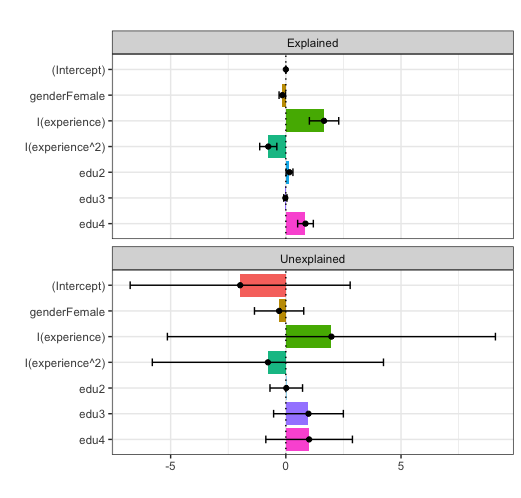 Explained
(Intercept)
genderFemale
I(experience)
I(experience^2)
edu2
edu3
edu4
Unexplained
(Intercept)
genderFemale
I(experience)
I(experience^2)
edu2
edu3
edu4
-5 0 5